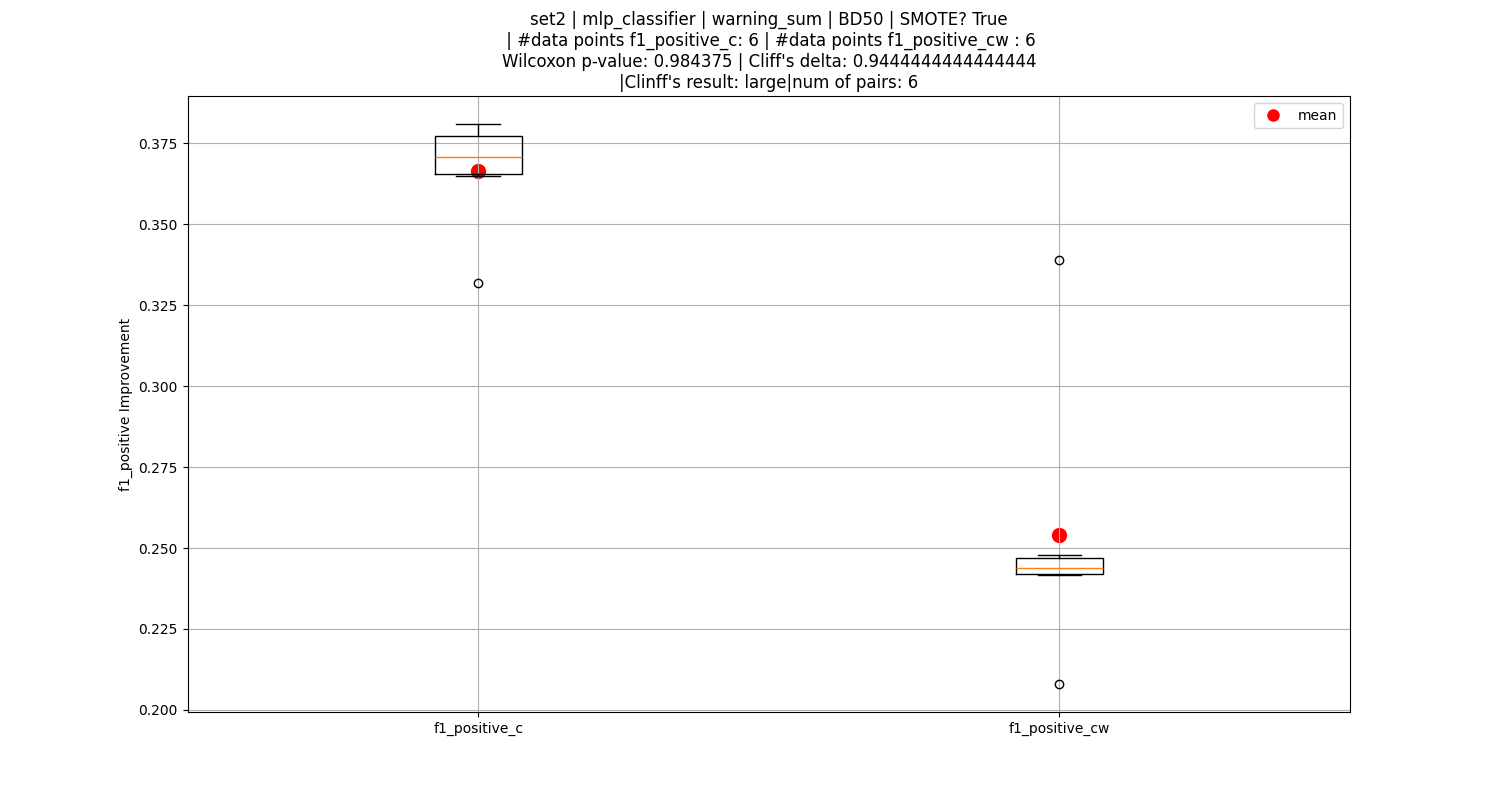 set2 | mlp_classifier | warning_sum | BD50 | SMOTE? True
| #data points f1_positive_c: 6 | #data points f1_positive_cw : 6
Wilcoxon p-value: 0.984375 | Cliff's delta: 0.9444444444444444
|Clinff's result: large|num of pairs: 6
mean
0.375
0.350
0.325
0.300
0.275
0.250
0.225
0.200
f1_positive Improvement
f1_positive_c
f1_positive_cw